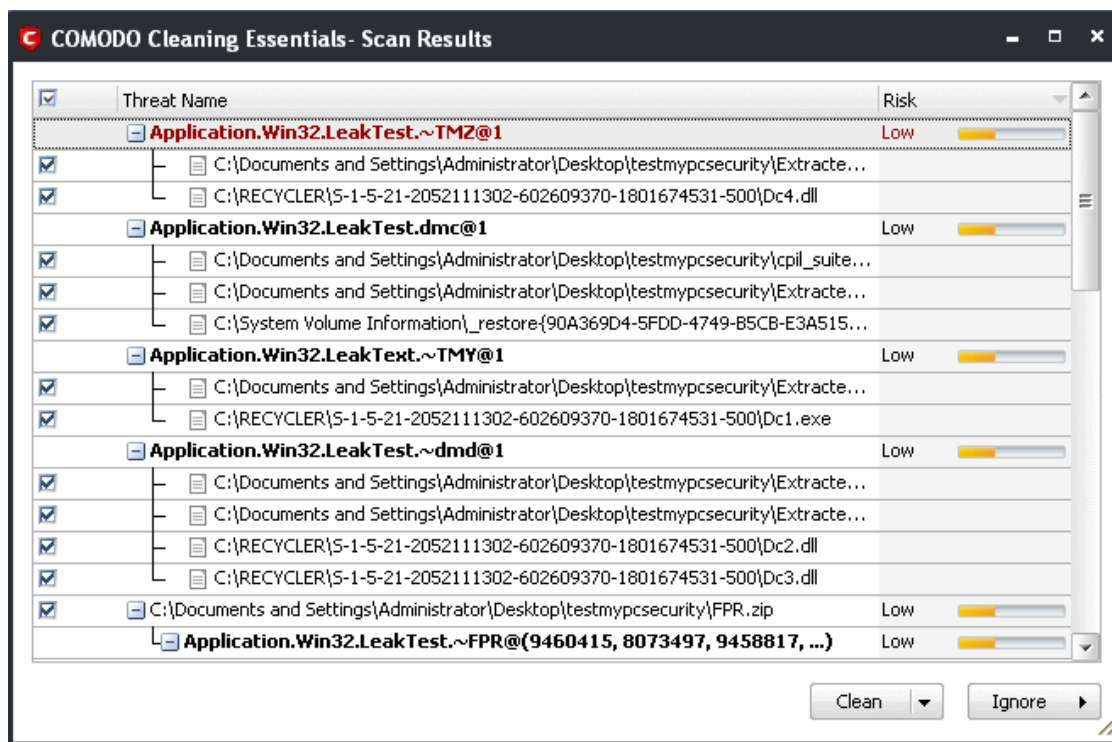 COMODO Cleaning Essentials- Scan Results
Threat Name Risk
Application.Win32.LeakTest.~TMZ@1 Low
C:\Documents and Settings\Administrator\Desktop\testmypcsecurity\Extracte...
C:\RECYCLER\S-1-5-21-2052111302-602609370-1801674531-500\Dc4.dll
Application.Win32.LeakTest.dmc@1 Low
C:\Documents and Settings\Administrator\Desktop\testmypcsecurity\cpil_suite...
C:\Documents and Settings\Administrator\Desktop\testmypcsecurity\Extracte...
C:\System Volume Information\_restore{90A369D4-5FDD-4749-B5CB-E3A515...
Application.Win32.LeakText.~TMY@1 Low
C:\Documents and Settings\Administrator\Desktop\testmypcsecurity\Extracte...
C:\RECYCLER\S-1-5-21-2052111302-602609370-1801674531-500\Dc1.exe
Application.Win32.LeakTest.~dmd@1 Low
C:\Documents and Settings\Administrator\Desktop\testmypcsecurity\Extracte...
C:\Documents and Settings\Administrator\Desktop\testmypcsecurity\Extracte...
C:\RECYCLER\S-1-5-21-2052111302-602609370-1801674531-500\Dc2.dll
C:\RECYCLER\S-1-5-21-2052111302-602609370-1801674531-500\Dc3.dll
C:\Documents and Settings\Administrator\Desktop\testmypcsecurity\FPR.zip Low
Application.Win32.LeakTest.~FPR@(9460415, 8073497, 9458817, ...) Low
Clean Ignore